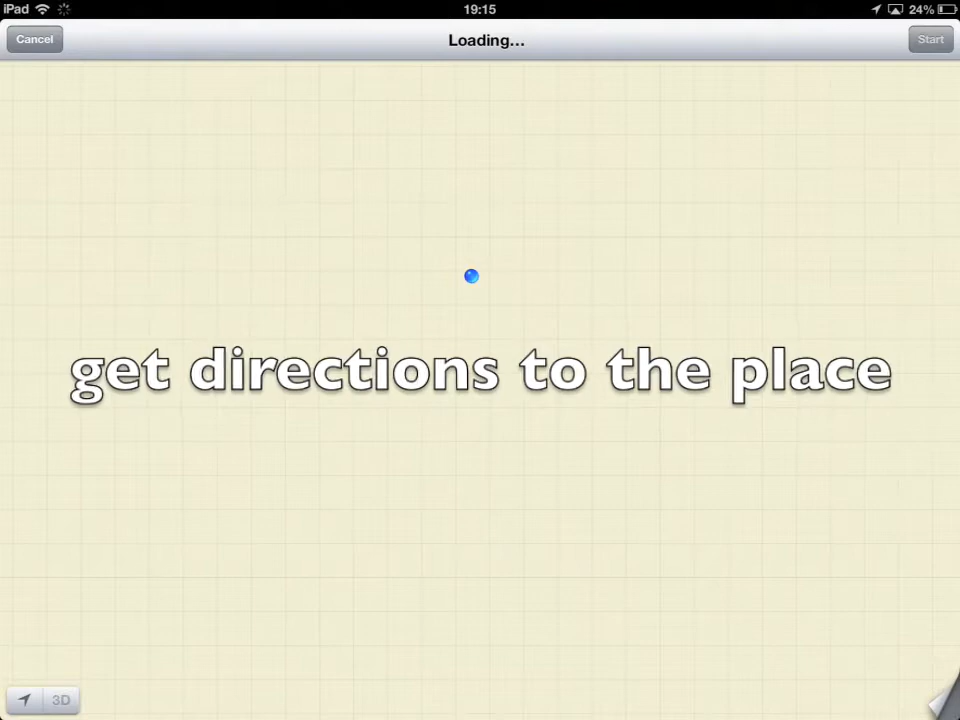 iPad 19:15 24%
Cancel Loading... Start
get directions to the place
3D